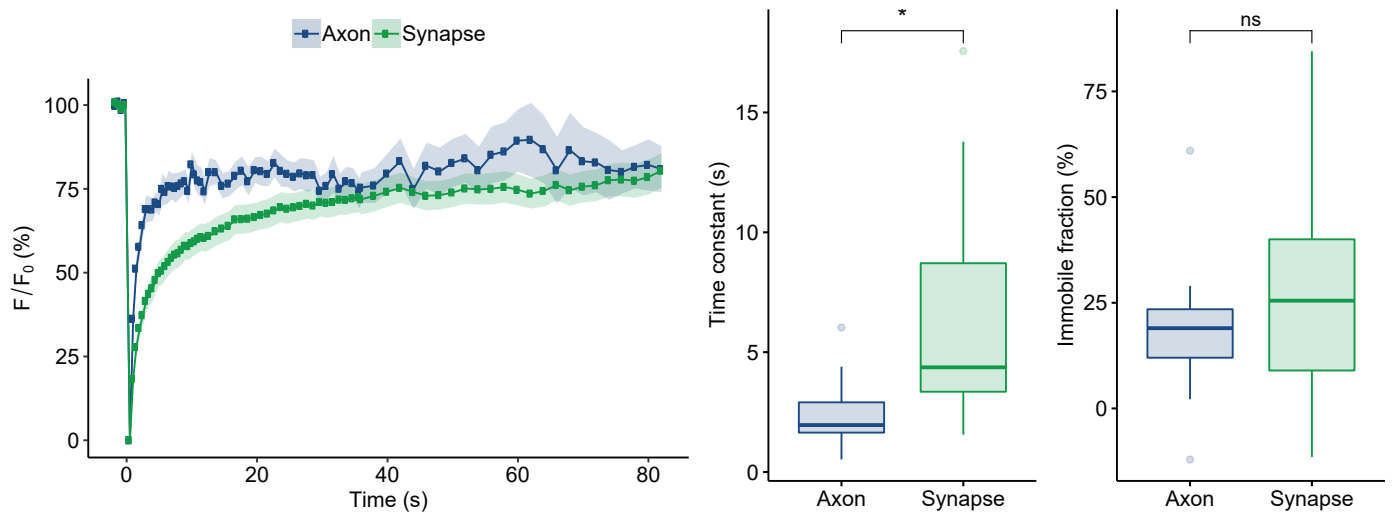 Axon Synapse
F/F₀ (%)
100
75
50
25
0
0 20 40 60 80
Time (s)
*
Time constant (s)
15
10
5
0
Axon Synapse
ns
Immobile fraction (%)
75
50
25
0
Axon Synapse